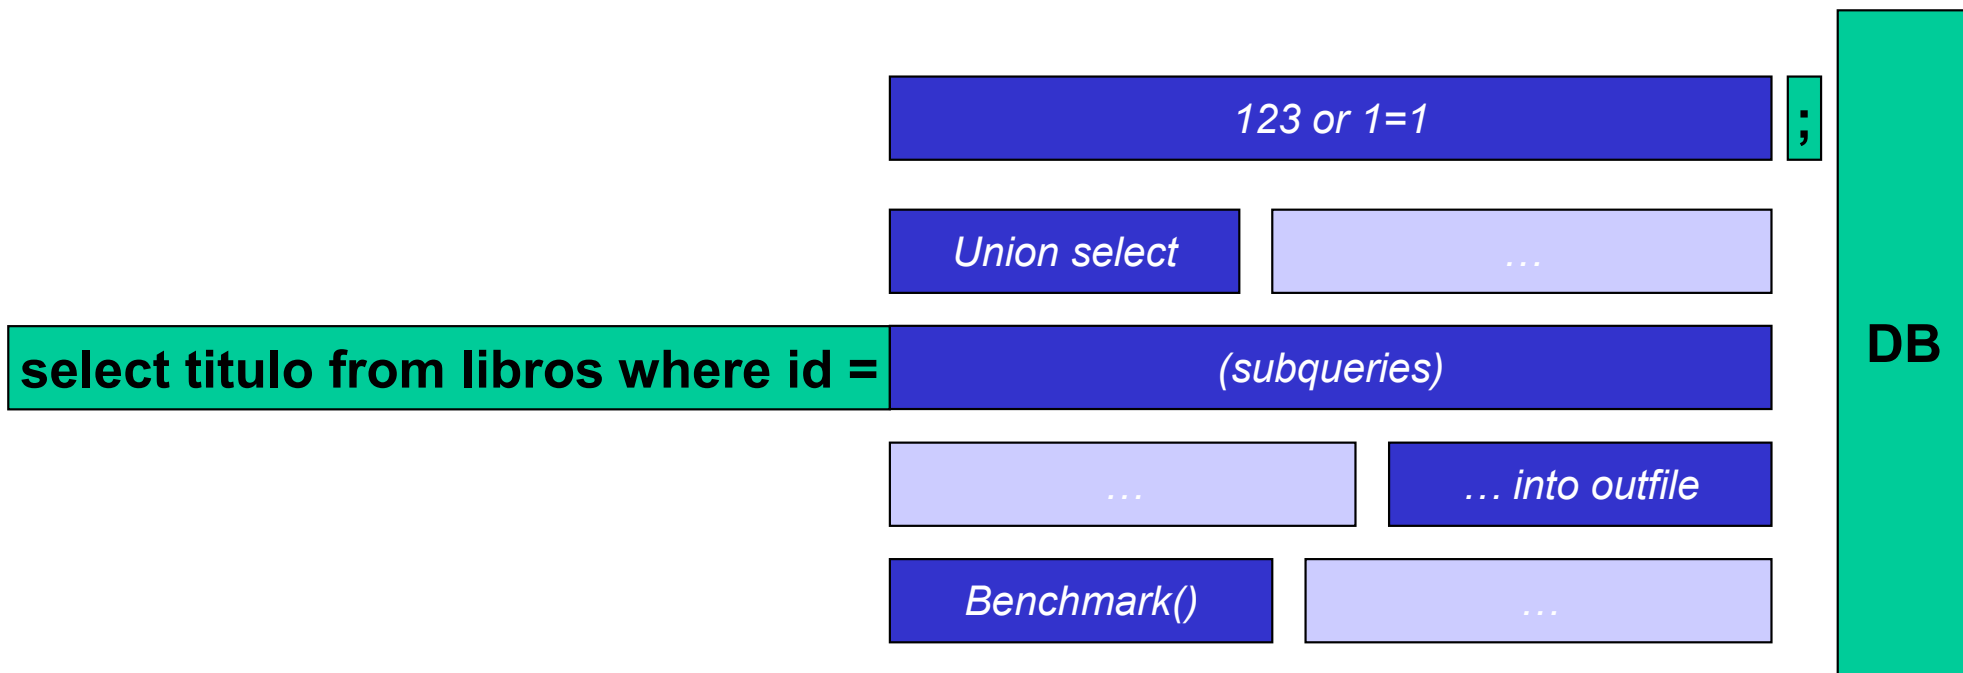 123 or 1=1
;
Union select
…
select titulo from libros where id =
(subqueries)
DB
…
… into outfile
Benchmark()
…